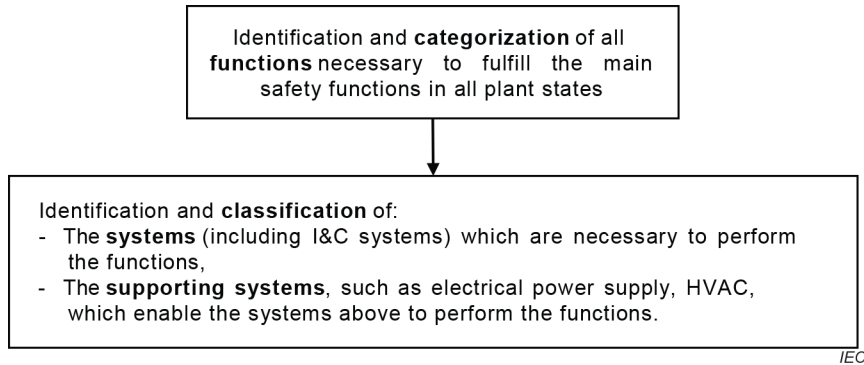 Identification and categorization of all
functions necessary to fulfill the main
safety functions in all plant states
Identification and classification of:
- The systems (including I&C systems) which are necessary to perform
the functions,
- The supporting systems, such as electrical power supply, HVAC,
which enable the systems above to perform the functions.
IEC